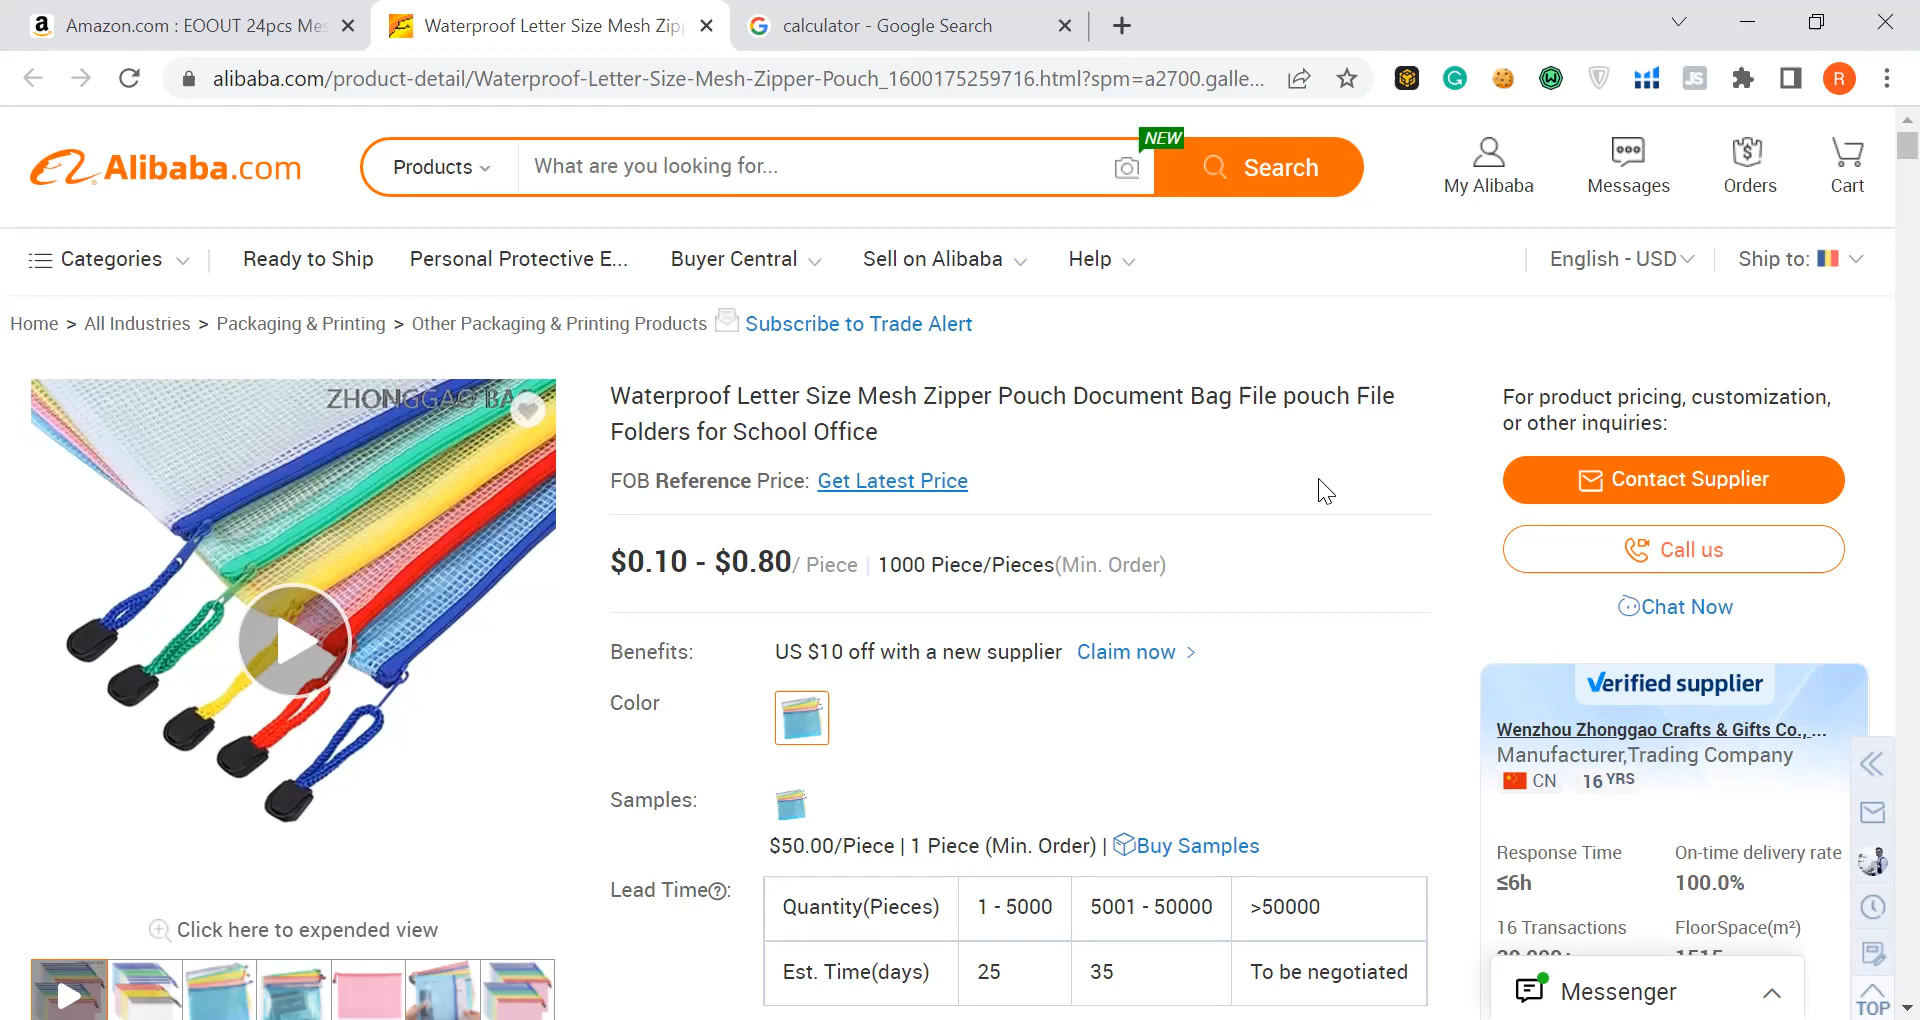 Amazon.com : EOOUT 24pcs Mes
Waterproof Letter Size Mesh Zipp
calculator - Google Search
alibaba.com/product-detail/Waterproof-Letter-Size-Mesh-Zipper-Pouch_1600175259716.html?spm=a2700.galle...
R
JS
Alibaba.com
Products
What are you looking for...
NEW
Search
My Alibaba
Messages
Orders
Cart
Categories
Ready to Ship
Personal Protective E...
Buyer Central
Sell on Alibaba
Help
English - USD
Ship to:
Home > All Industries > Packaging & Printing > Other Packaging & Printing Products
Subscribe to Trade Alert
ZHONGGAO BA
Waterproof Letter Size Mesh Zipper Pouch Document Bag File pouch File
Folders for School Office
FOB Reference Price: Get Latest Price
$0.10 - $0.80/ Piece | 1000 Piece/Pieces(Min. Order)
Benefits:
US $10 off with a new supplier Claim now >
Color
Samples:
$50.00/Piece | 1 Piece (Min. Order) | Buy Samples
Lead Time?:
Quantity(Pieces) 1 - 5000 5001 - 50000 >50000
Est. Time(days) 25 35 To be negotiated
Click here to expended view
For product pricing, customization,
or other inquiries:
Contact Supplier
Call us
Chat Now
Verified supplier
Wenzhou Zhonggao Crafts & Gifts Co., ...
Manufacturer,Trading Company
CN 16 YRS
Response Time
≤6h
On-time delivery rate
100.0%
16 Transactions
FloorSpace(m²)
Messenger
TOP